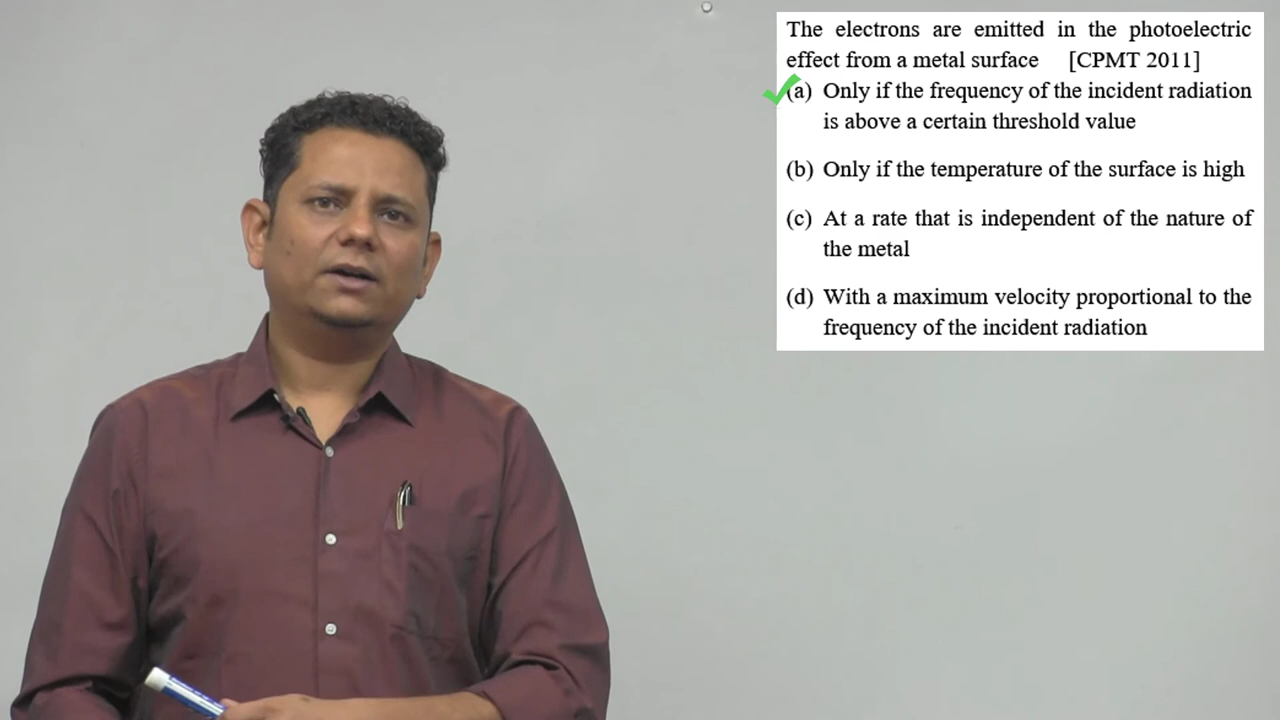 The electrons are emitted in the photoelectric
effect from a metal surface [CPMT 2011]
(a) Only if the frequency of the incident radiation
is above a certain threshold value
(b) Only if the temperature of the surface is high
(c) At a rate that is independent of the nature of
the metal
(d) With a maximum velocity proportional to the
frequency of the incident radiation